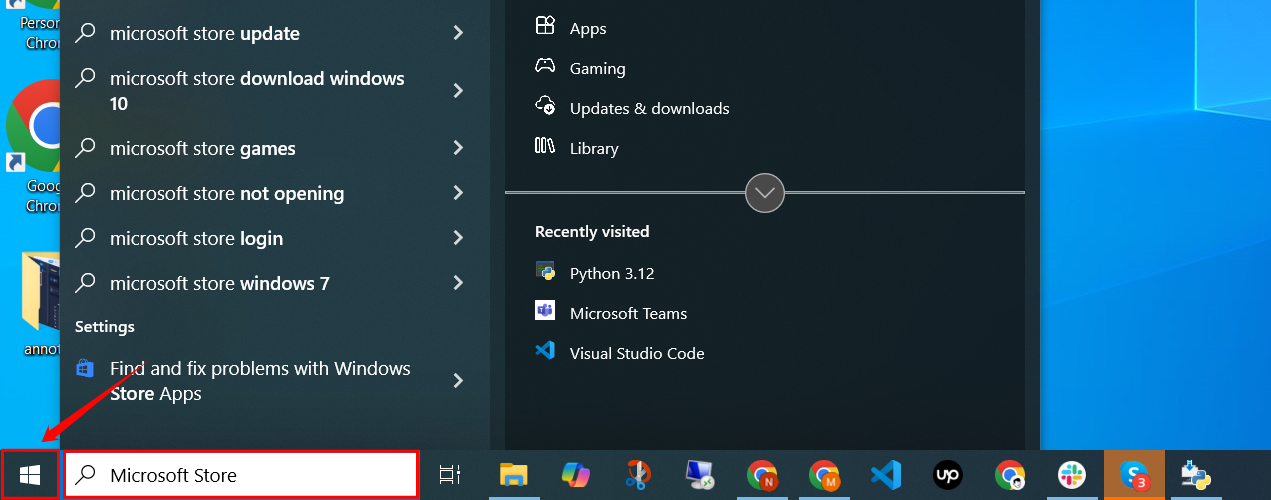 Person
Chrom
Goog
Chron
annot
microsoft store update
microsoft store download windows
10
microsoft store games
microsoft store not opening
microsoft store login
microsoft store windows 7
Settings
Find and fix problems with Windows
Store Apps
Apps
Gaming
Updates & downloads
Library
Recently visited
Python 3.12
Microsoft Teams
Visual Studio Code
Microsoft Store
N
M
up
S 3